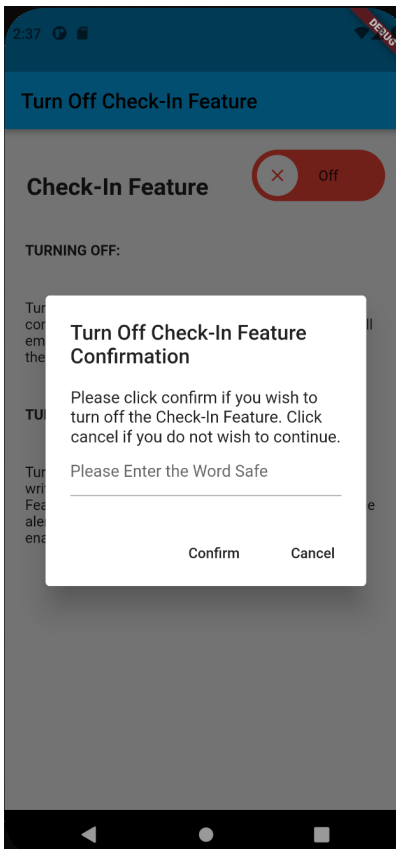 2:37
DEBUG
Turn Off Check-In Feature
Check-In Feature
Off
TURNING OFF:
Turn Off Check-In Feature
Confirmation
Please click confirm if you wish to
turn off the Check-In Feature. Click
cancel if you do not wish to continue.
Please Enter the Word Safe
Confirm
Cancel